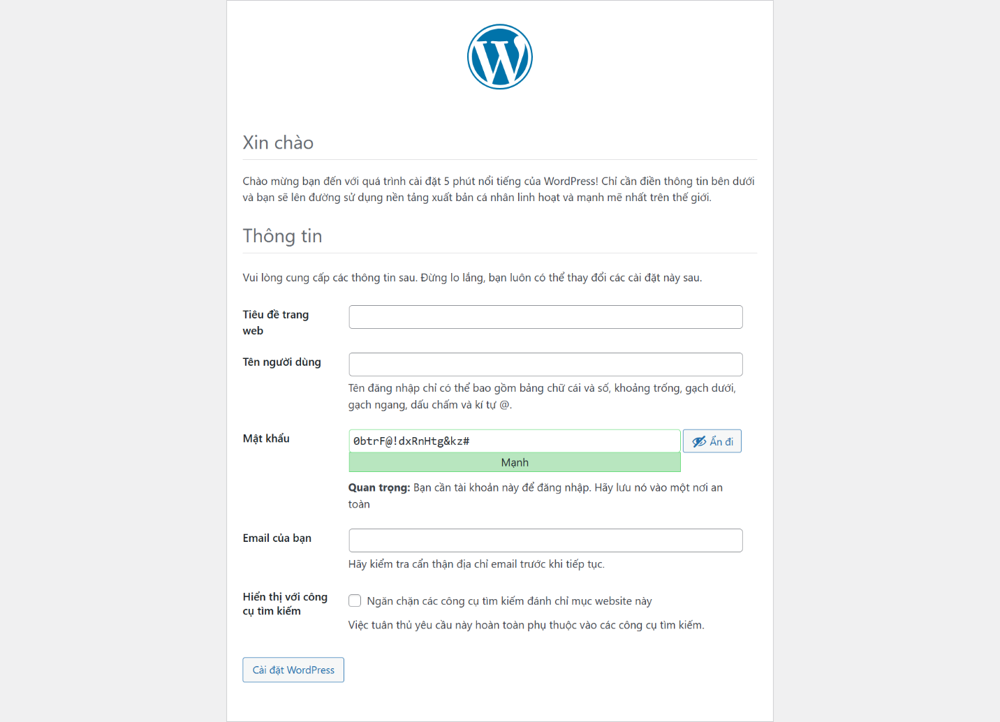 Xin chào
Chào mừng bạn đến với quá trình cài đặt 5 phút nổi tiếng của WordPress! Chỉ cần điền thông tin bên dưới
và bạn sẽ lên đường sử dụng nền tảng xuất bản cá nhân linh hoạt và mạnh mẽ nhất trên thế giới.
Thông tin
Vui lòng cung cấp các thông tin sau. Đừng lo lắng, bạn luôn có thể thay đổi các cài đặt này sau.
Tiêu đề trang
web
Tên người dùng
Tên đăng nhập chỉ có thể bao gồm bảng chữ cái và số, khoảng trống, gạch dưới,
gạch ngang, dấu chấm và kí tự @.
Mật khẩu
0btrF@!dxRnHtg&kz#
Ẩn đi
Mạnh
Quan trọng: Bạn cần tài khoản này để đăng nhập. Hãy lưu nó vào một nơi an
toàn
Email của bạn
Hãy kiểm tra cẩn thận địa chỉ email trước khi tiếp tục.
Hiển thị với công
cụ tìm kiếm
Ngăn chặn các công cụ tìm kiếm đánh chỉ mục website này
Việc tuân thủ yêu cầu này hoàn toàn phụ thuộc vào các công cụ tìm kiếm.
Cài đặt WordPress